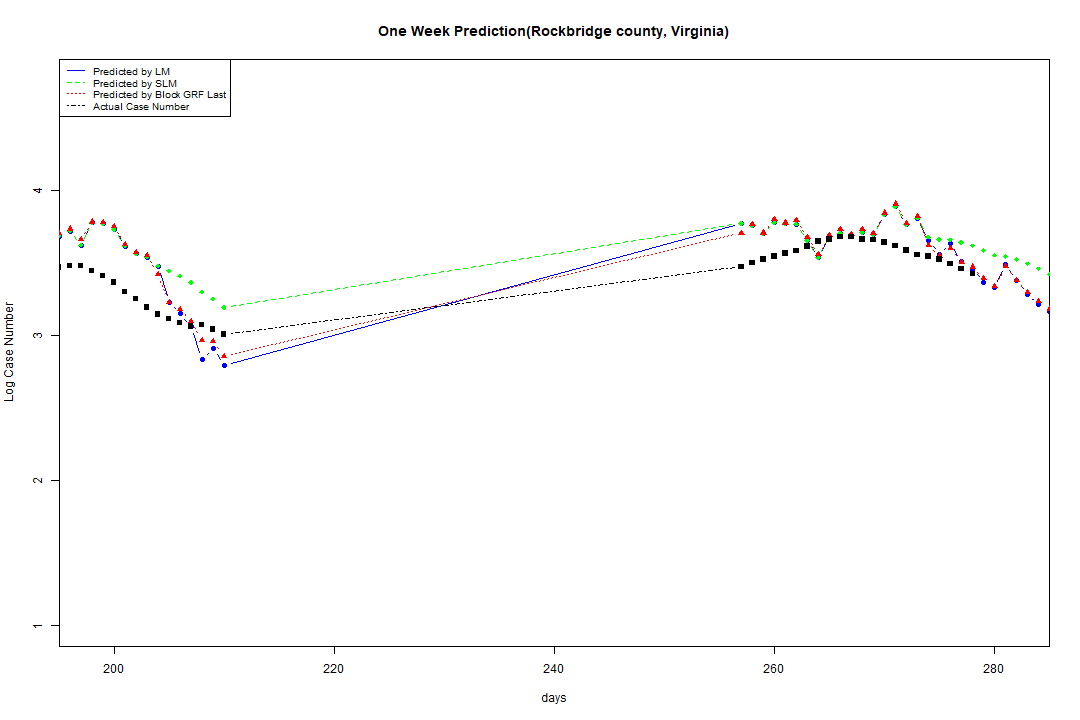 One Week Prediction(Rockbridge county, Virginia)
Predicted by LM
Predicted by SLM
Predicted by Block GRF Last
Actual Case Number
4
3
2
1
Log Case Number
200 220 240 260 280
days